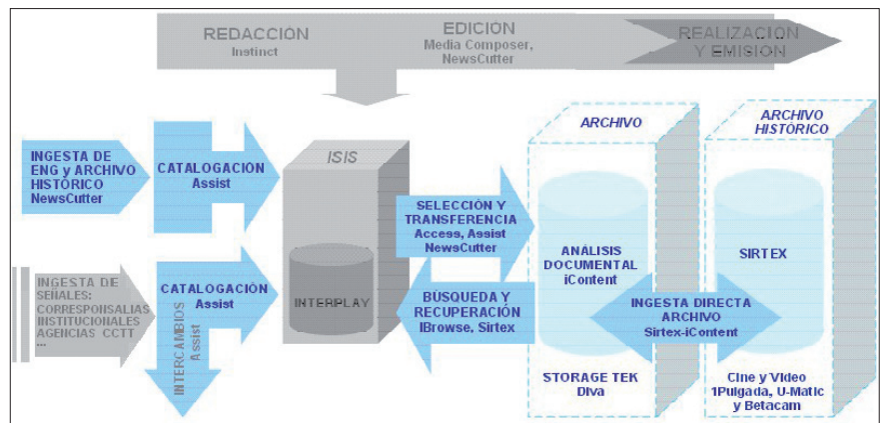 REDACCIÓN
Instinct
EDICIÓN
Media Composer,
NewsCutter
REALIZACIÓN
Y EMISION
INGESTA DE
ENG y ARCHIVO
HISTÓRICO
NewsCutter
CATALOGACIÓN
Assist
ISIS
INTERPLAY
INGESTA DE
SEÑALES:
CORRESPONSALIAS
INSTITUCIONALES
AGENCIAS CCTT
...
CATALOGACIÓN
Assist
INTERCAMBIOS
Assist
SELECCIÓN Y
TRANSFERENCIA
Access, Assist
NewsCutter
BÚSQUEDA Y
RECUPERACIÓN
IBrowse, Sirtex
ARCHIVO
ANÁLISIS
DOCUMENTAL
iContent
STORAGE TEK
Diva
ARCHIVO
HISTÓRICO
SIRTEX
INGESTA DIRECTA
ARCHIVO
Sirtex-iContent
Cine y Video
1Pulgada, U-Matic
y Betacam